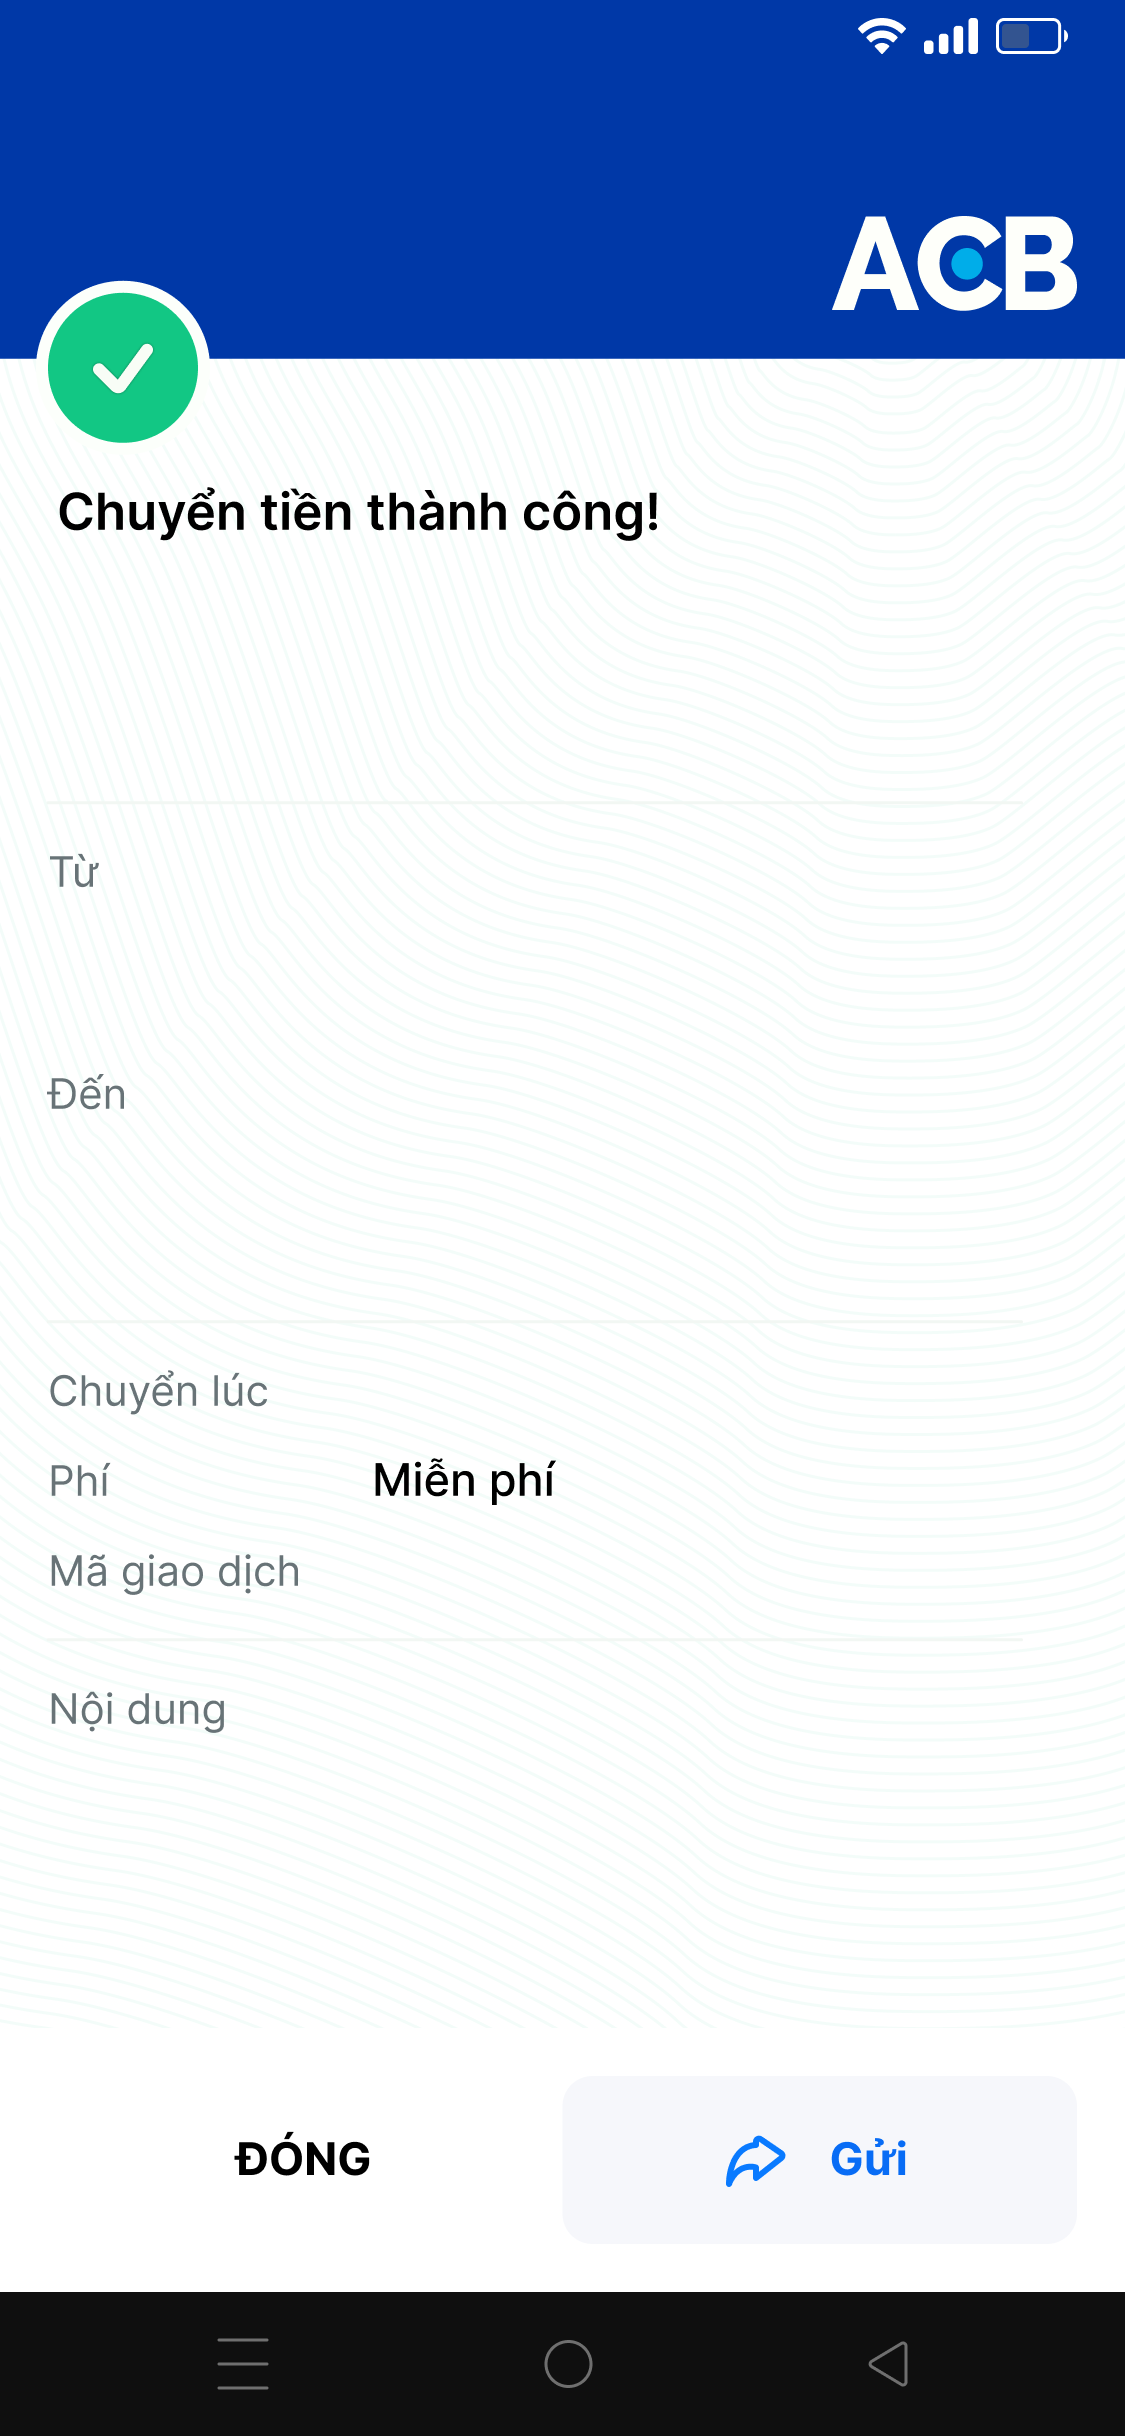 ACB
Chuyển tiền thành công!
Từ
Đến
Chuyển lúc
Phí Miễn phí
Mã giao dịch
Nội dung
ĐÓNG Gửi